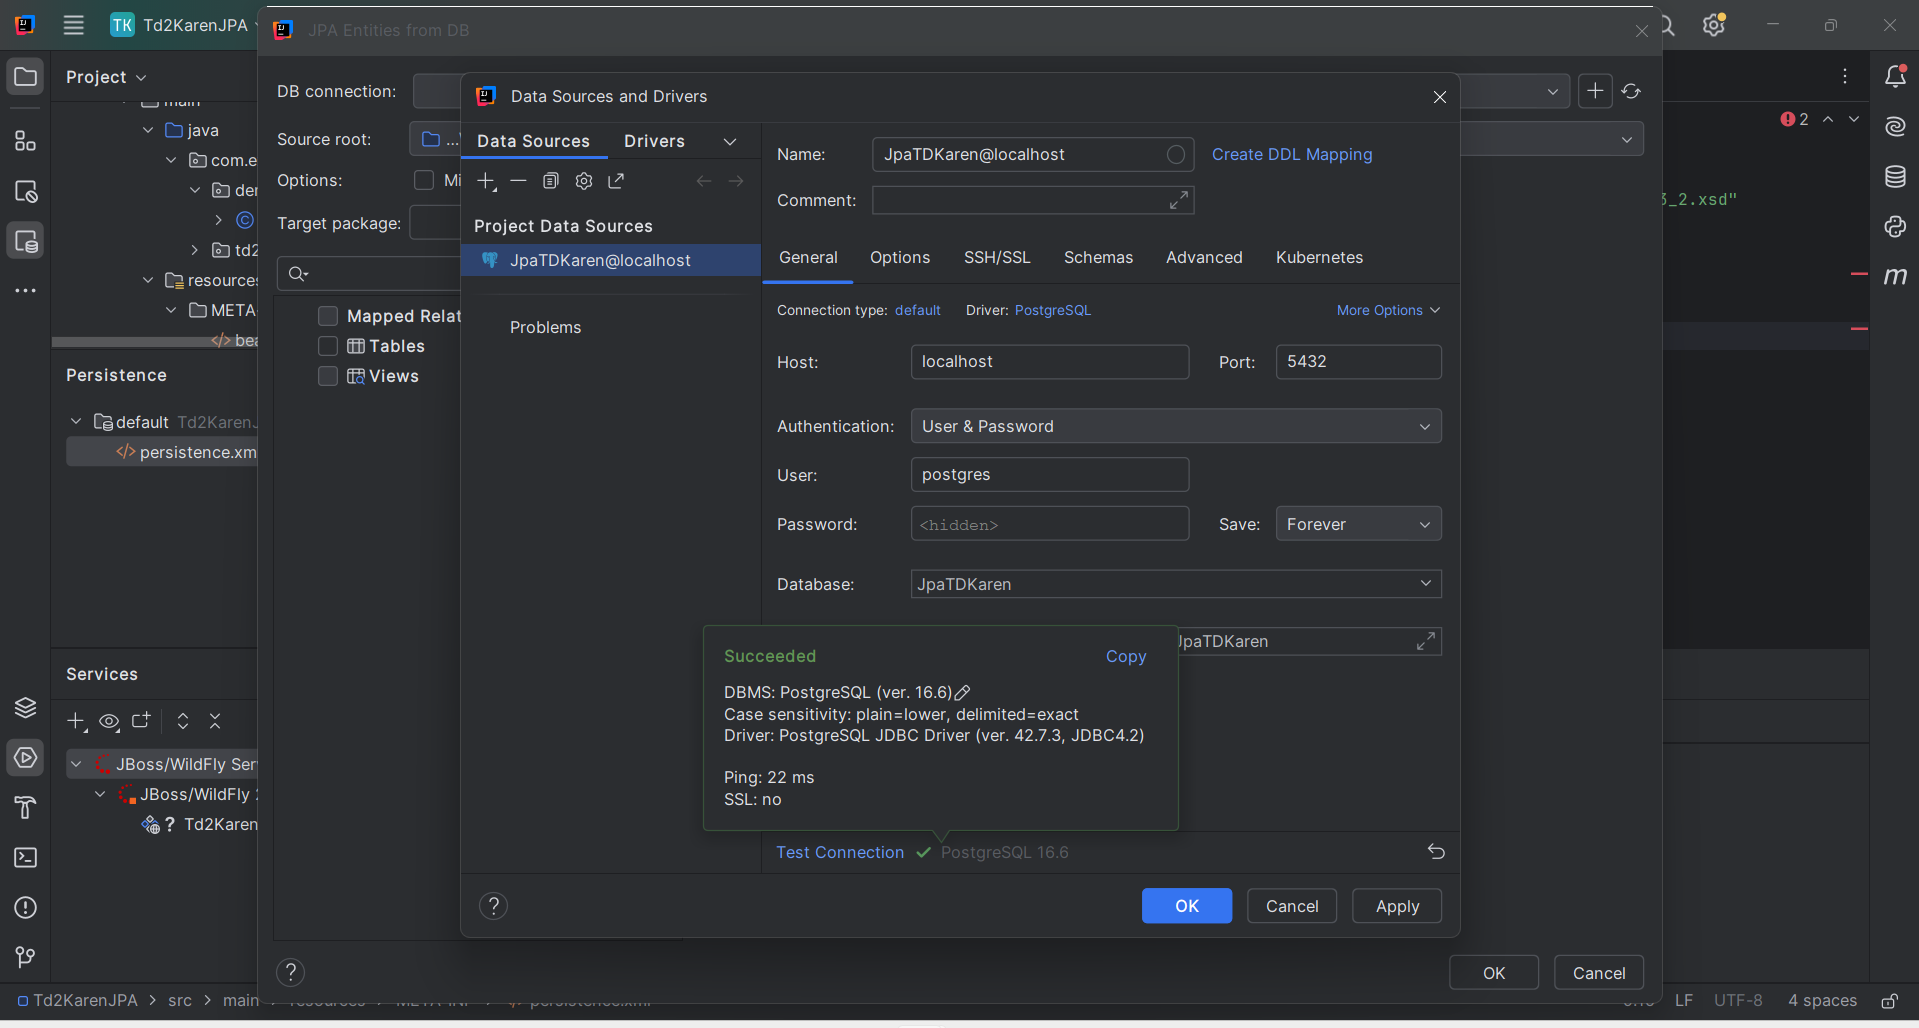 TK Td2KarenJPA
JPA Entities from DB
Project
main
java
com.e
der
td2
resources
META-
bea
Persistence
default Td2KarenJ
persistence.xm
Services
JBoss/WildFly Ser
JBoss/WildFly
? Td2Karen
DB connection:
Source root:
...
Options:
Mi
Target package:
Mapped Relat
Tables
Views
Data Sources and Drivers
Data Sources
Drivers
Project Data Sources
JpaTDKaren@localhost
Problems
Name:
JpaTDKaren@localhost
Create DDL Mapping
Comment:
General
Options
SSH/SSL
Schemas
Advanced
Kubernetes
Connection type: default
Driver: PostgreSQL
More Options
Host:
localhost
Port:
5432
Authentication:
User & Password
User:
postgres
Password:
<hidden>
Save:
Forever
Database:
JpaTDKaren
JpaTDKaren
Succeeded
Copy
DBMS: PostgreSQL (ver. 16.6)
Case sensitivity: plain=lower, delimited=exact
Driver: PostgreSQL JDBC Driver (ver. 42.7.3, JDBC4.2)
Ping: 22 ms
SSL: no
Test Connection
PostgreSQL 16.6
?
OK
Cancel
Apply
?
OK
Cancel
2
3_2.xsd"
m
Td2KarenJPA > src > main
LF
UTF-8
4 spaces